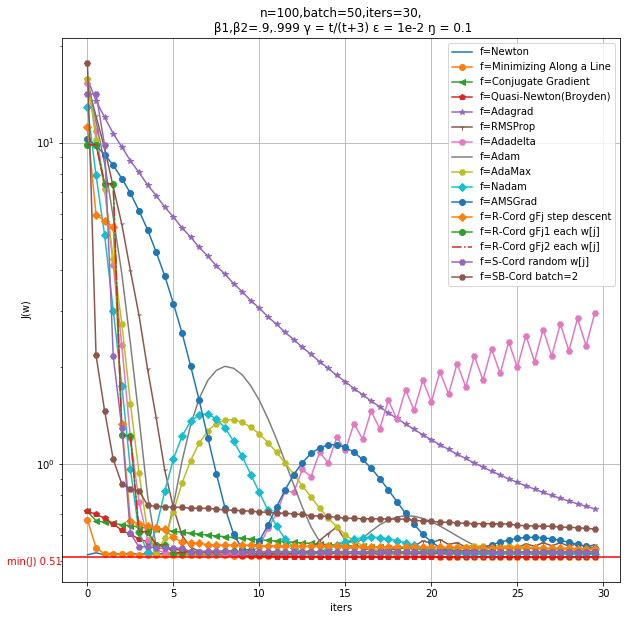 n=100,batch=50,iters=30,
β1,β2=.9,.999 γ = t/(t+3) ε = 1e-2 ŋ = 0.1
f=Newton
f=Minimizing Along a Line
f=Conjugate Gradient
f=Quasi-Newton(Broyden)
f=Adagrad
f=RMSProp
f=Adadelta
f=Adam
f=AdaMax
f=Nadam
f=AMSGrad
f=R-Cord gFj step descent
f=R-Cord gFj1 each w[j]
f=R-Cord gFj2 each w[j]
f=S-Cord random w[j]
f=SB-Cord batch=2
10¹
J(w)
10⁰
min(J) 0.51
0 5 10 15 20 25 30
iters